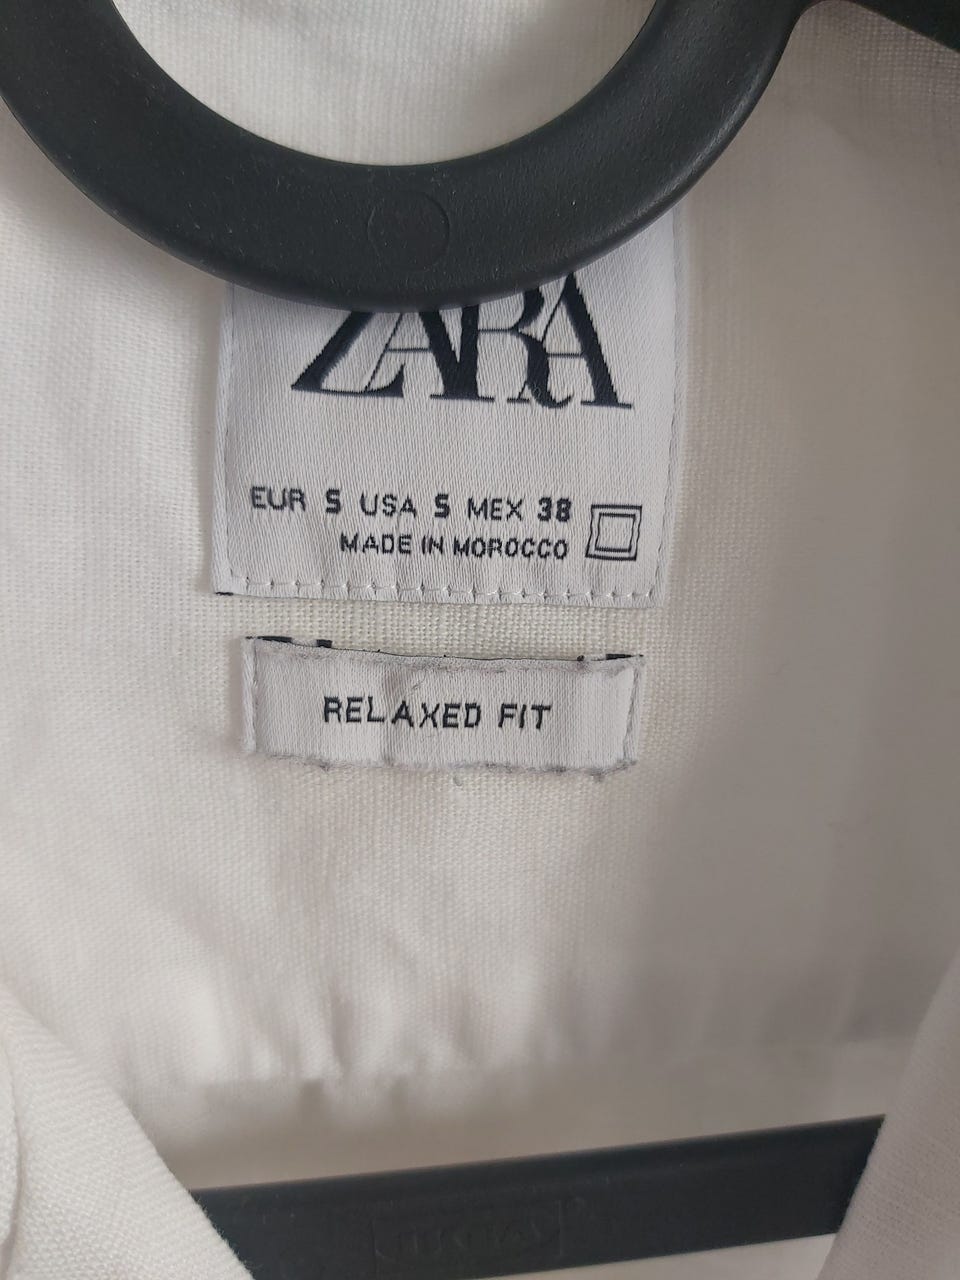 ZARA
EUR S USA S MEX 38
MADE IN MOROCCO
RELAXED FIT